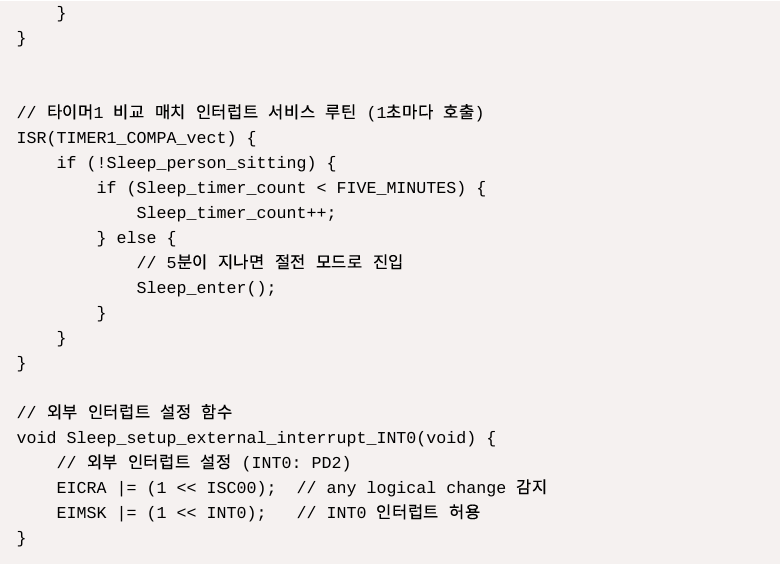 }
}
// 타이머1 비교 매치 인터럽트 서비스 루틴 (1초마다 호출)
ISR(TIMER1_COMPA_vect) {
    if (!Sleep_person_sitting) {
        if (Sleep_timer_count < FIVE_MINUTES) {
            Sleep_timer_count++;
        } else {
            // 5분이 지나면 절전 모드로 진입
            Sleep_enter();
        }
    }
}
// 외부 인터럽트 설정 함수
void Sleep_setup_external_interrupt_INT0(void) {
    // 외부 인터럽트 설정 (INT0: PD2)
    EICRA |= (1 << ISC00);  // any logical change 감지
    EIMSK |= (1 << INT0);   // INT0 인터럽트 허용
}